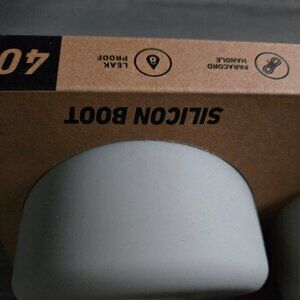 SILICON BOOT
PARACORD
HANDLE
LEAK
PROOF
40